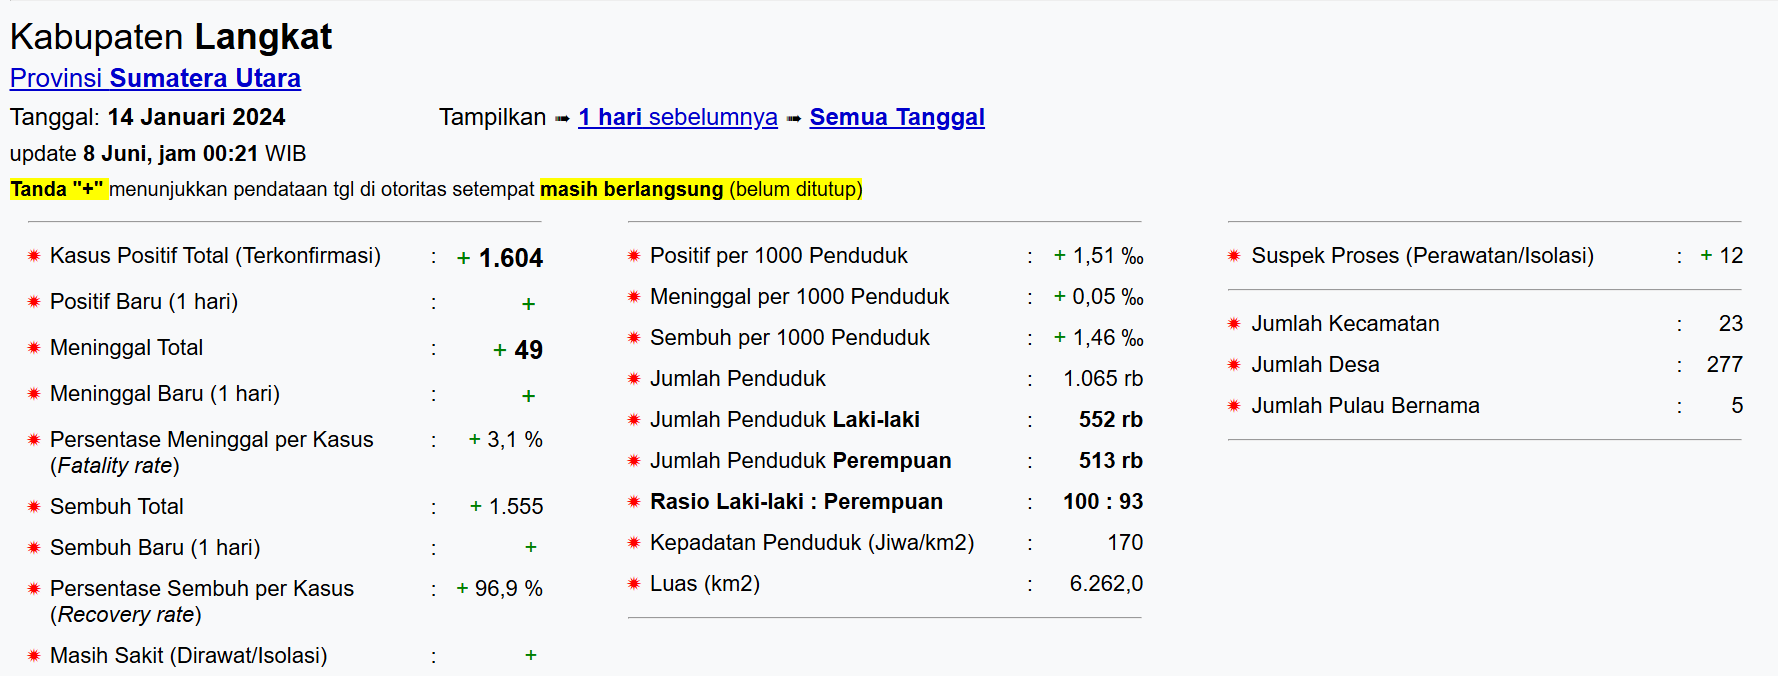 Kabupaten Langkat
Provinsi Sumatera Utara
Tanggal: 14 Januari 2024 Tampilkan ➠ 1 hari sebelumnya ➠ Semua Tanggal
update 8 Juni, jam 00:21 WIB
Tanda "+" menunjukkan pendataan tgl di otoritas setempat masih berlangsung (belum ditutup)
Kasus Positif Total (Terkonfirmasi) : + 1.604
Positif Baru (1 hari) : +
Meninggal Total : + 49
Meninggal Baru (1 hari) : +
Persentase Meninggal per Kasus : + 3,1 %
(Fatality rate)
Sembuh Total : + 1.555
Sembuh Baru (1 hari) : +
Persentase Sembuh per Kasus : + 96,9 %
(Recovery rate)
Masih Sakit (Dirawat/Isolasi) : +
Positif per 1000 Penduduk : + 1,51 ‰
Meninggal per 1000 Penduduk : + 0,05 ‰
Sembuh per 1000 Penduduk : + 1,46 ‰
Jumlah Penduduk : 1.065 rb
Jumlah Penduduk Laki-laki : 552 rb
Jumlah Penduduk Perempuan : 513 rb
Rasio Laki-laki : Perempuan : 100 : 93
Kepadatan Penduduk (Jiwa/km2) : 170
Luas (km2) : 6.262,0
Suspek Proses (Perawatan/Isolasi) : + 12
Jumlah Kecamatan : 23
Jumlah Desa : 277
Jumlah Pulau Bernama : 5